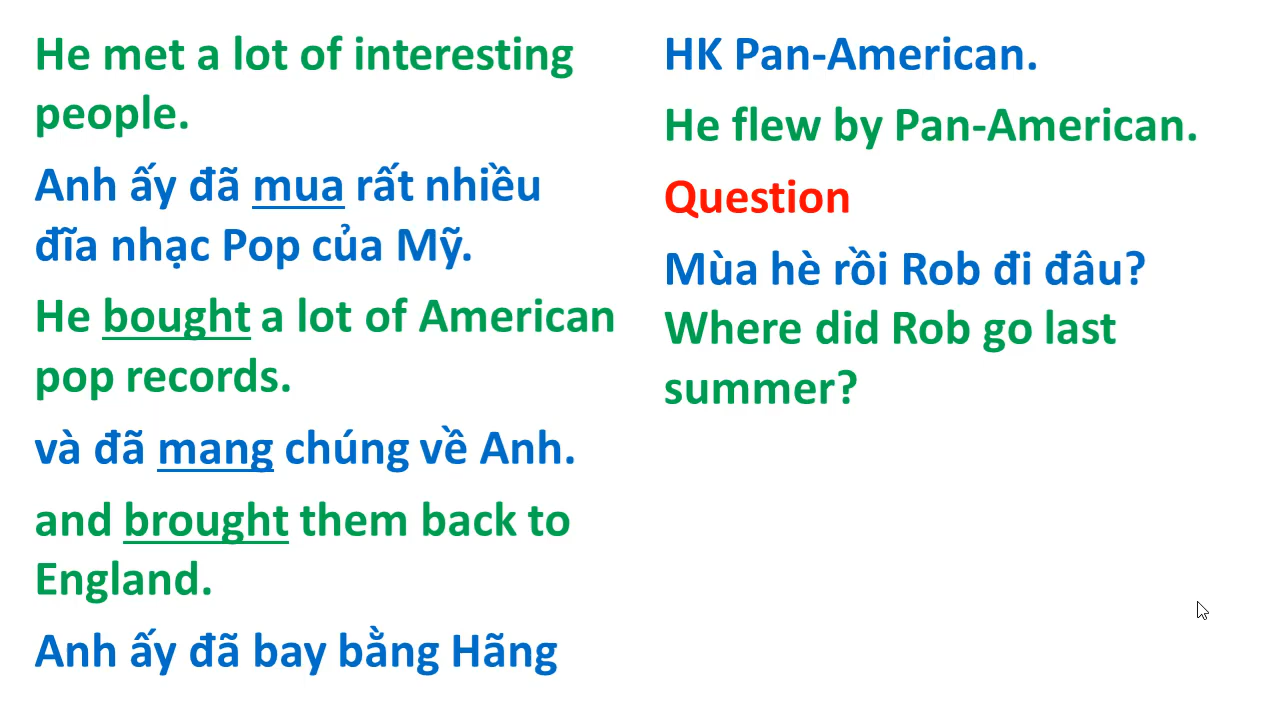 He met a lot of interesting
people.
Anh ấy đã mua rất nhiều
đĩa nhạc Pop của Mỹ.
He bought a lot of American
pop records.
và đã mang chúng về Anh.
and brought them back to
England.
Anh ấy đã bay bằng Hãng
HK Pan-American.
He flew by Pan-American.
Question
Mùa hè rồi Rob đi đâu?
Where did Rob go last
summer?